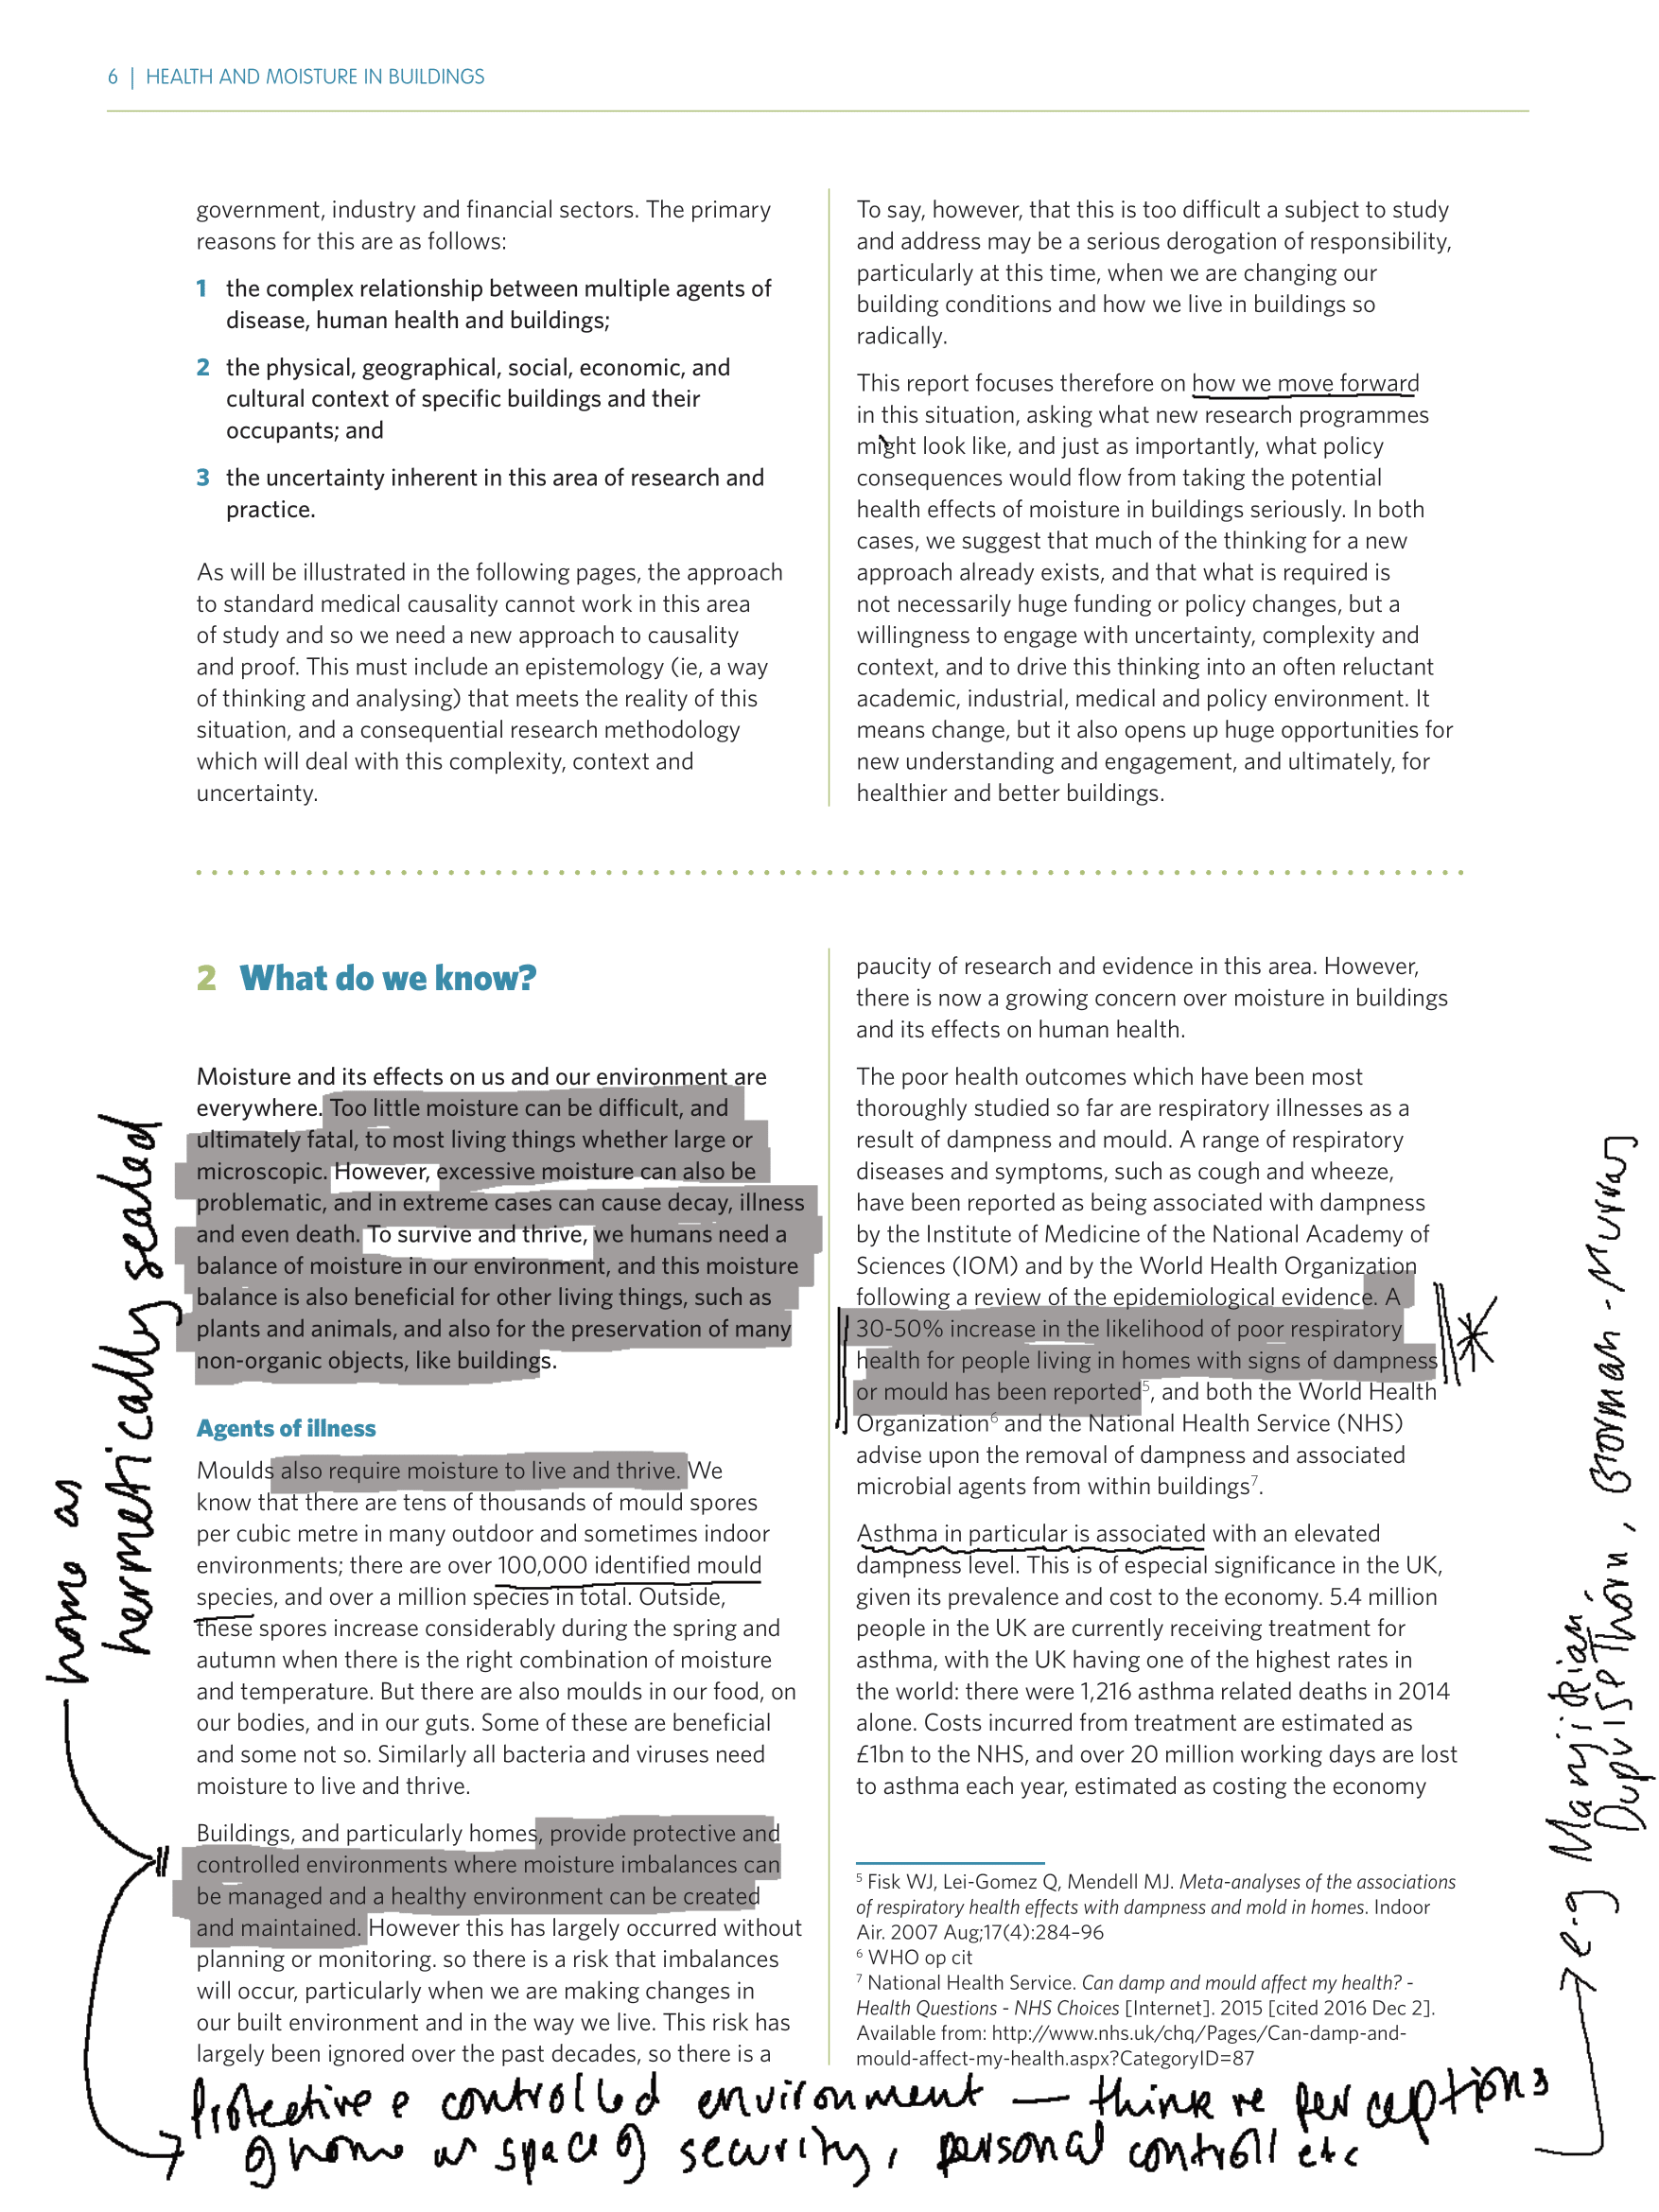 6 | HEALTH AND MOISTURE IN BUILDINGS
government, industry and financial sectors. The primary
reasons for this are as follows:
1 the complex relationship between multiple agents of
disease, human health and buildings;
2 the physical, geographical, social, economic, and
cultural context of specific buildings and their
occupants; and
3 the uncertainty inherent in this area of research and
practice.
As will be illustrated in the following pages, the approach
to standard medical causality cannot work in this area
of study and so we need a new approach to causality
and proof. This must include an epistemology (ie, a way
of thinking and analysing) that meets the reality of this
situation, and a consequential research methodology
which will deal with this complexity, context and
uncertainty.
To say, however, that this is too difficult a subject to study
and address may be a serious derogation of responsibility,
particularly at this time, when we are changing our
building conditions and how we live in buildings so
radically.
This report focuses therefore on how we move forward
in this situation, asking what new research programmes
might look like, and just as importantly, what policy
consequences would flow from taking the potential
health effects of moisture in buildings seriously. In both
cases, we suggest that much of the thinking for a new
approach already exists, and that what is required is
not necessarily huge funding or policy changes, but a
willingness to engage with uncertainty, complexity and
context, and to drive this thinking into an often reluctant
academic, industrial, medical and policy environment. It
means change, but it also opens up huge opportunities for
new understanding and engagement, and ultimately, for
healthier and better buildings.
2 What do we know?
Moisture and its effects on us and our environment are
everywhere. Too little moisture can be difficult, and
ultimately fatal, to most living things whether large or
microscopic. However, excessive moisture can also be
problematic, and in extreme cases can cause decay, illness
and even death. To survive and thrive, we humans need a
balance of moisture in our environment, and this moisture
balance is also beneficial for other living things, such as
plants and animals, and also for the preservation of many
non-organic objects, like buildings.
Agents of illness
Moulds also require moisture to live and thrive. We
know that there are tens of thousands of mould spores
per cubic metre in many outdoor and sometimes indoor
environments; there are over 100,000 identified mould
species, and over a million species in total. Outside,
these spores increase considerably during the spring and
autumn when there is the right combination of moisture
and temperature. But there are also moulds in our food, on
our bodies, and in our guts. Some of these are beneficial
and some not so. Similarly all bacteria and viruses need
moisture to live and thrive.
Buildings, and particularly homes, provide protective and
controlled environments where moisture imbalances can
be managed and a healthy environment can be created
and maintained. However this has largely occurred without
planning or monitoring. so there is a risk that imbalances
will occur, particularly when we are making changes in
our built environment and in the way we live. This risk has
largely been ignored over the past decades, so there is a
paucity of research and evidence in this area. However,
there is now a growing concern over moisture in buildings
and its effects on human health.
The poor health outcomes which have been most
thoroughly studied so far are respiratory illnesses as a
result of dampness and mould. A range of respiratory
diseases and symptoms, such as cough and wheeze,
have been reported as being associated with dampness
by the Institute of Medicine of the National Academy of
Sciences (IOM) and by the World Health Organization
following a review of the epidemiological evidence. A
30-50% increase in the likelihood of poor respiratory
health for people living in homes with signs of dampness
or mould has been reported⁵, and both the World Health
Organization⁶ and the National Health Service (NHS)
advise upon the removal of dampness and associated
microbial agents from within buildings⁷.
Asthma in particular is associated with an elevated
dampness level. This is of especial significance in the UK,
given its prevalence and cost to the economy. 5.4 million
people in the UK are currently receiving treatment for
asthma, with the UK having one of the highest rates in
the world: there were 1,216 asthma related deaths in 2014
alone. Costs incurred from treatment are estimated as
£1bn to the NHS, and over 20 million working days are lost
to asthma each year, estimated as costing the economy
⁵ Fisk WJ, Lei-Gomez Q, Mendell MJ. Meta-analyses of the associations
of respiratory health effects with dampness and mold in homes. Indoor
Air. 2007 Aug;17(4):284–96
⁶ WHO op cit
⁷ National Health Service. Can damp and mould affect my health? -
Health Questions - NHS Choices [Internet]. 2015 [cited 2016 Dec 2].
Available from: http://www.nhs.uk/chq/Pages/Can-damp-and-
mould-affect-my-health.aspx?CategoryID=87
home as
hermetically sealed
Protective & controlled environment — think re perceptions
of home as space of security, personal controll etc
e.g Manjikian,
Dupuis & Thorn, Gorman-Murray